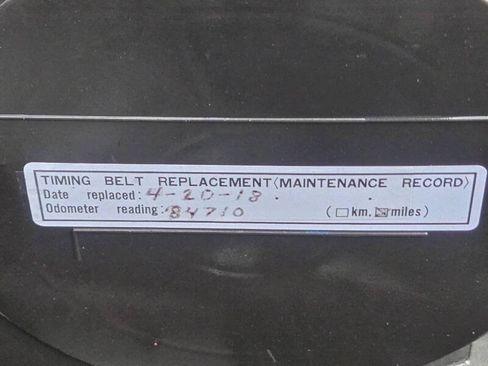 TIMING BELT REPLACEMENT(MAINTENANCE RECORD)
Date replaced: 4-20-18
Odometer reading: 84710 (☐km. ☒miles)